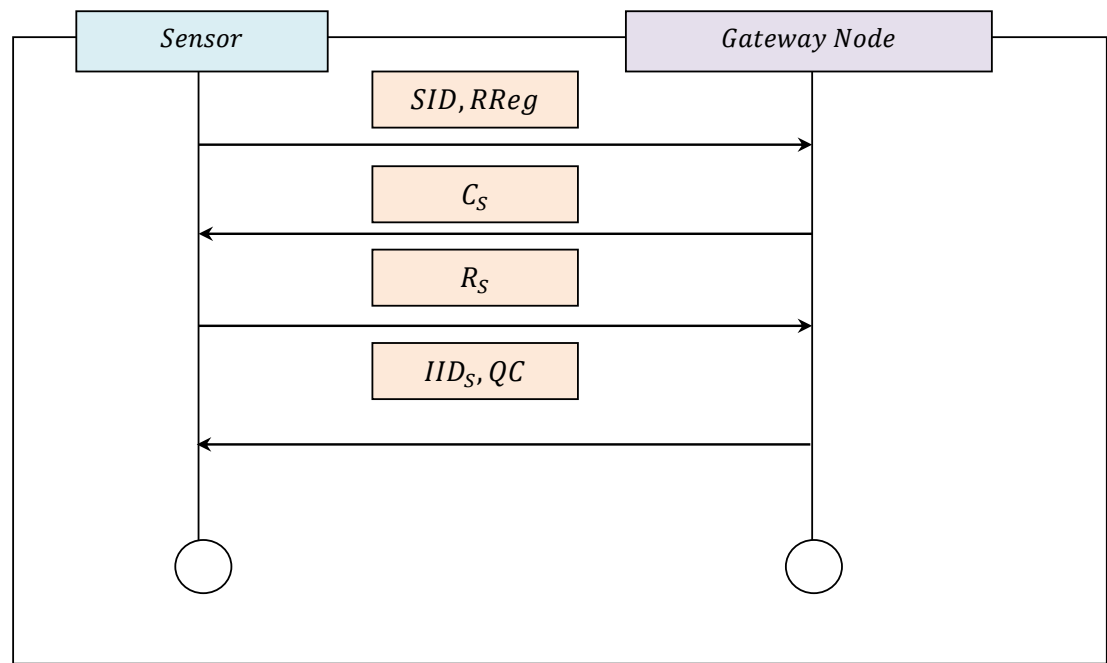 Sensor
Gateway Node
SID, RReg
C_S
R_S
IID_S, QC